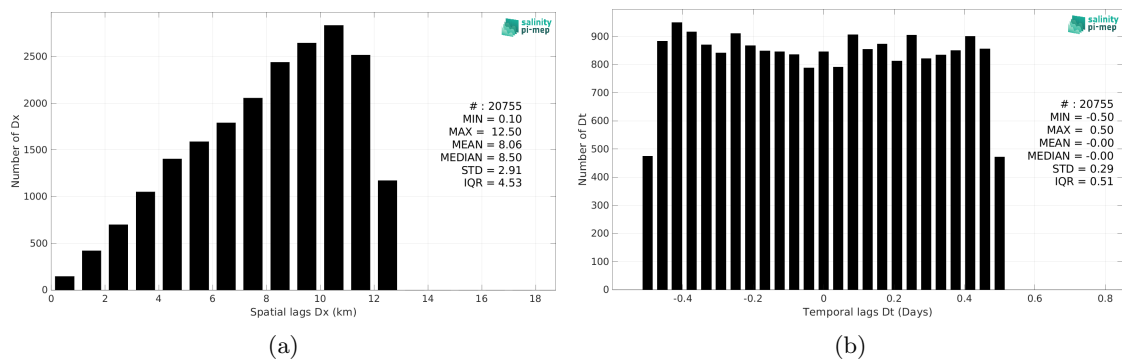 salinity
pi-mep
2500
2000
1500
1000
500
0
Number of Dx
# : 20755
MIN = 0.10
MAX = 12.50
MEAN = 8.06
MEDIAN = 8.50
STD = 2.91
IQR = 4.53
0 2 4 6 8 10 12 14 16 18
Spatial lags Dx (km)
(a)
salinity
pi-mep
900
800
700
600
500
400
300
200
100
0
Number of Dt
# : 20755
MIN = -0.50
MAX = 0.50
MEAN = -0.00
MEDIAN = -0.00
STD = 0.29
IQR = 0.51
-0.4 -0.2 0 0.2 0.4 0.6 0.8
Temporal lags Dt (Days)
(b)